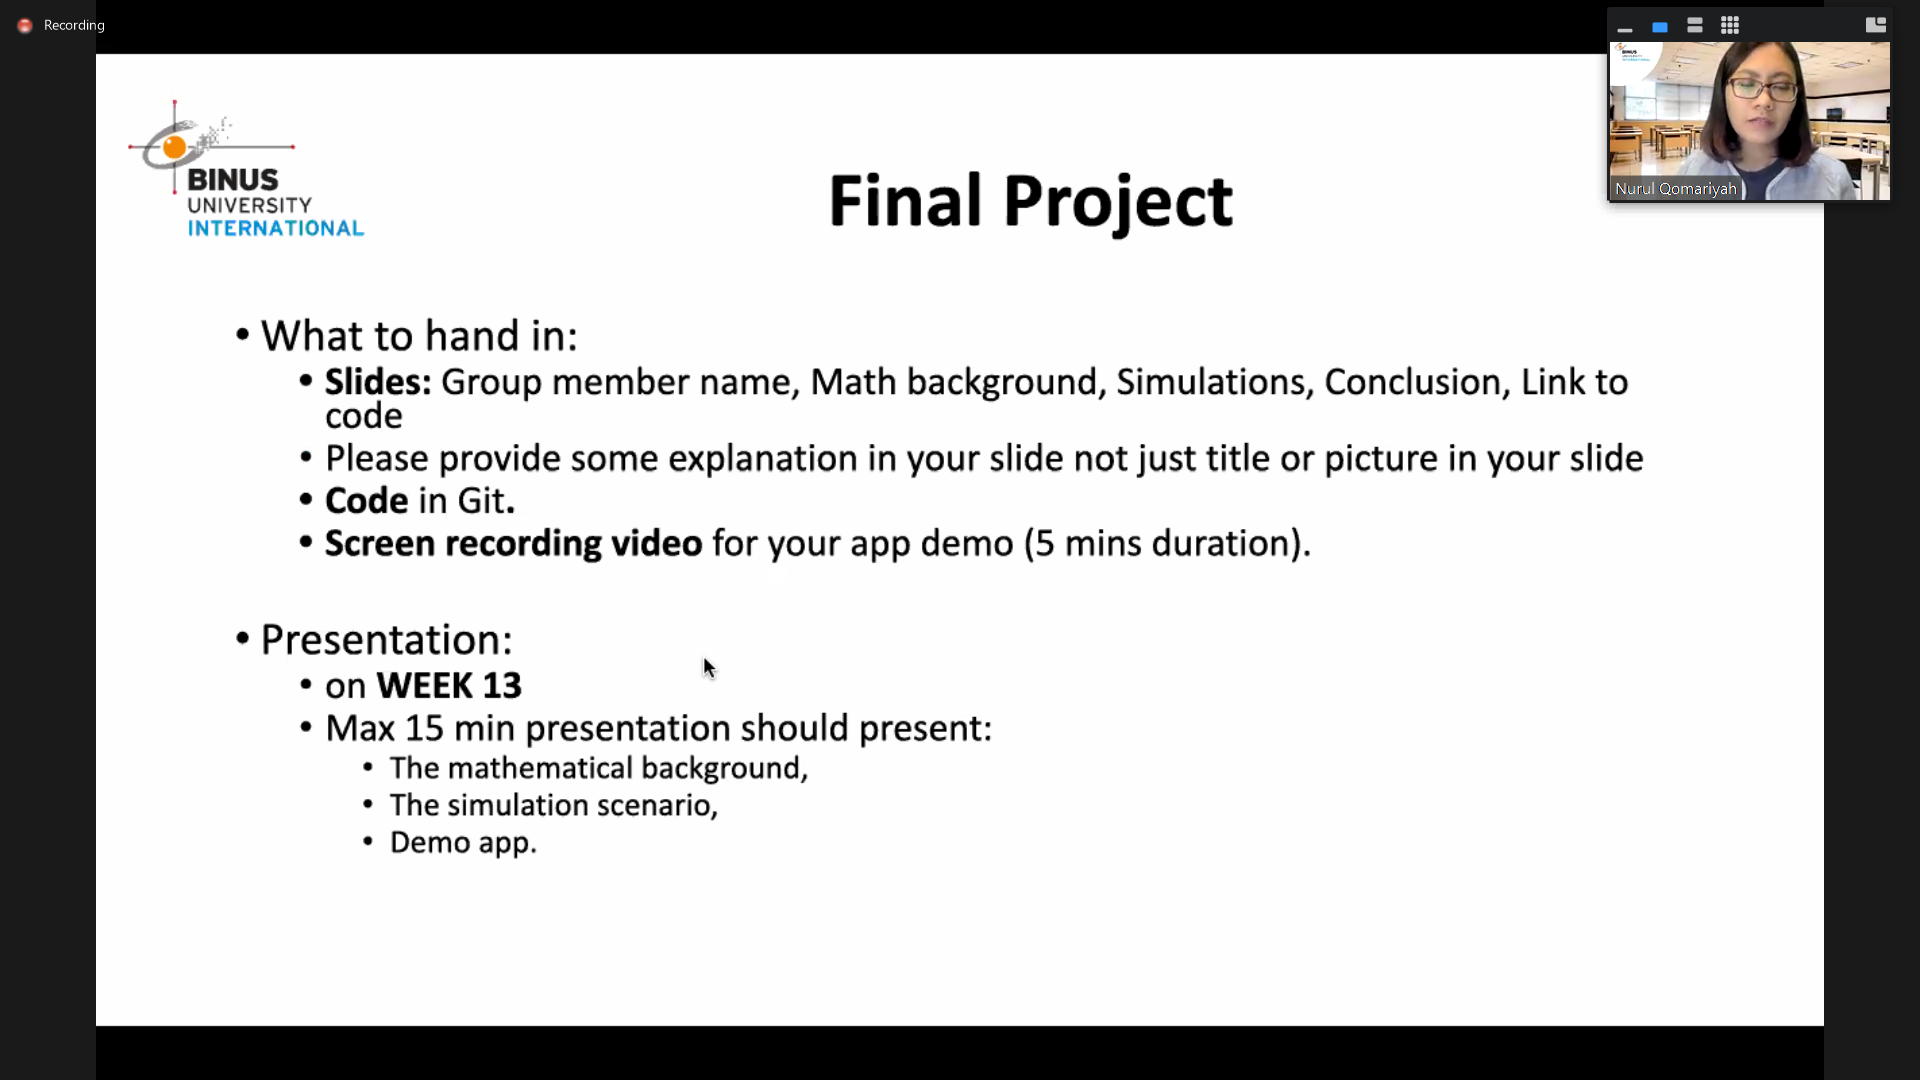 Recording
BINUS
UNIVERSITY
INTERNATIONAL
Final Project
• What to hand in:
• Slides: Group member name, Math background, Simulations, Conclusion, Link to
code
• Please provide some explanation in your slide not just title or picture in your slide
• Code in Git.
• Screen recording video for your app demo (5 mins duration).
• Presentation:
• on WEEK 13
• Max 15 min presentation should present:
• The mathematical background,
• The simulation scenario,
• Demo app.
BINUS
UNIVERSITY
INTERNATIONAL
Nurul Qomariyah